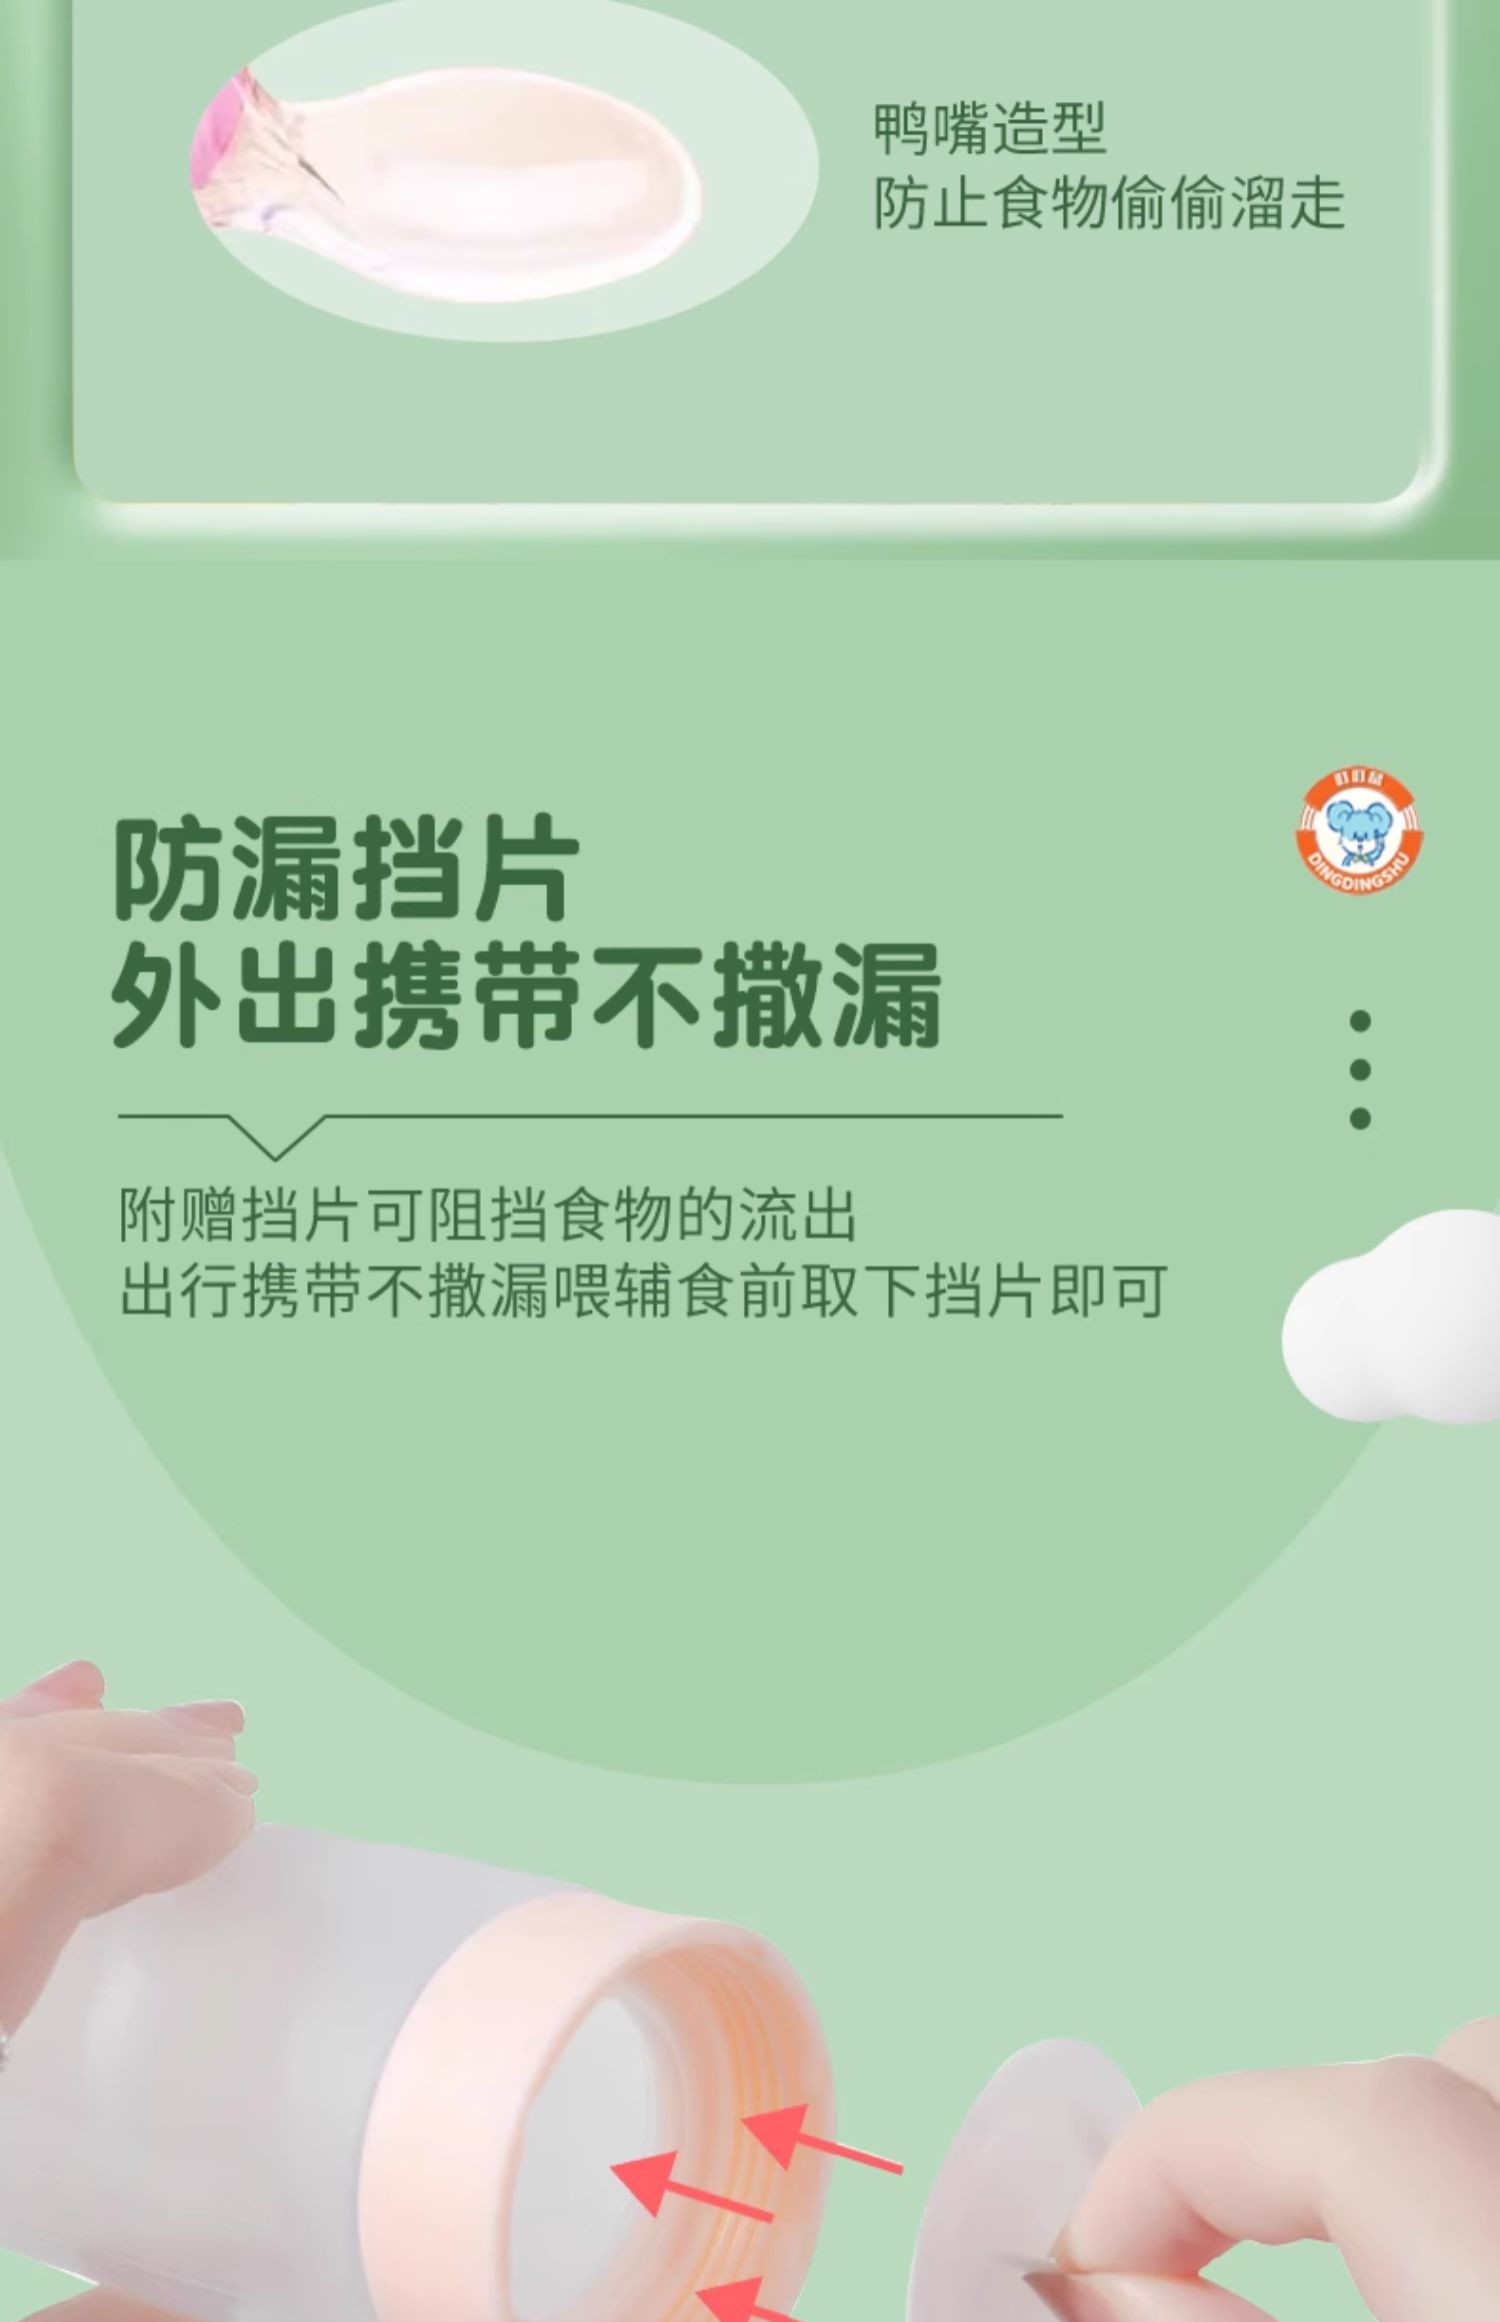 鸭嘴造型
防止食物偷偷溜走
叮叮鼠
DINGDINGSHU
防漏挡片
外出携带不撒漏
附赠挡片可阻挡食物的流出
出行携带不撒漏喂辅食前取下挡片即可